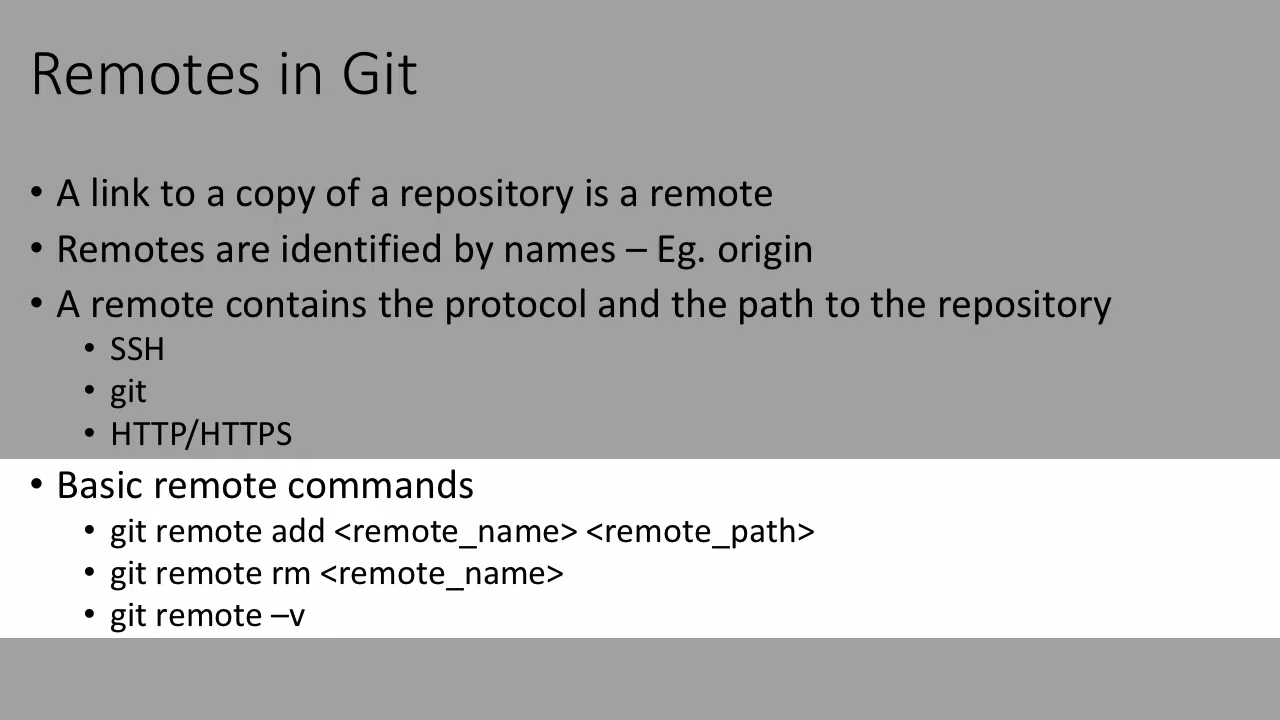 Remotes in Git
• A link to a copy of a repository is a remote
• Remotes are identified by names – Eg. origin
• A remote contains the protocol and the path to the repository
• SSH
• git
• HTTP/HTTPS
• Basic remote commands
• git remote add <remote_name> <remote_path>
• git remote rm <remote_name>
• git remote –v